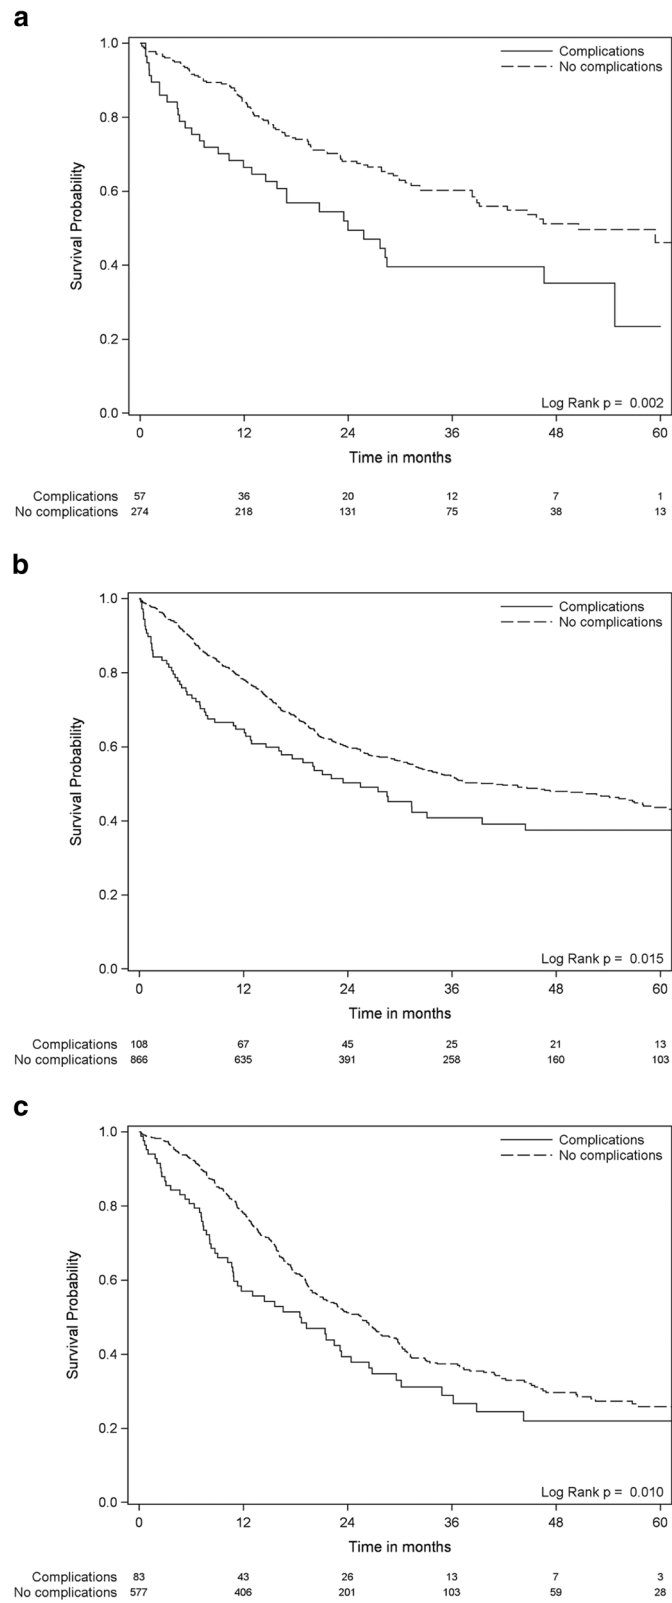 a
Complications
No complications
1.0
0.8
0.6
0.4
0.2
0.0
Survival Probability
Log Rank p = 0.002
0 12 24 36 48 60
Time in months
Complications 57 36 20 12 7 1
No complications 274 218 131 75 38 13
b
Complications
No complications
1.0
0.8
0.6
0.4
0.2
0.0
Survival Probability
Log Rank p = 0.015
0 12 24 36 48 60
Time in months
Complications 108 67 45 25 21 13
No complications 866 635 391 258 160 103
c
Complications
No complications
1.0
0.8
0.6
0.4
0.2
0.0
Survival Probability
Log Rank p = 0.010
0 12 24 36 48 60
Time in months
Complications 83 43 26 13 7 3
No complications 577 406 201 103 59 28